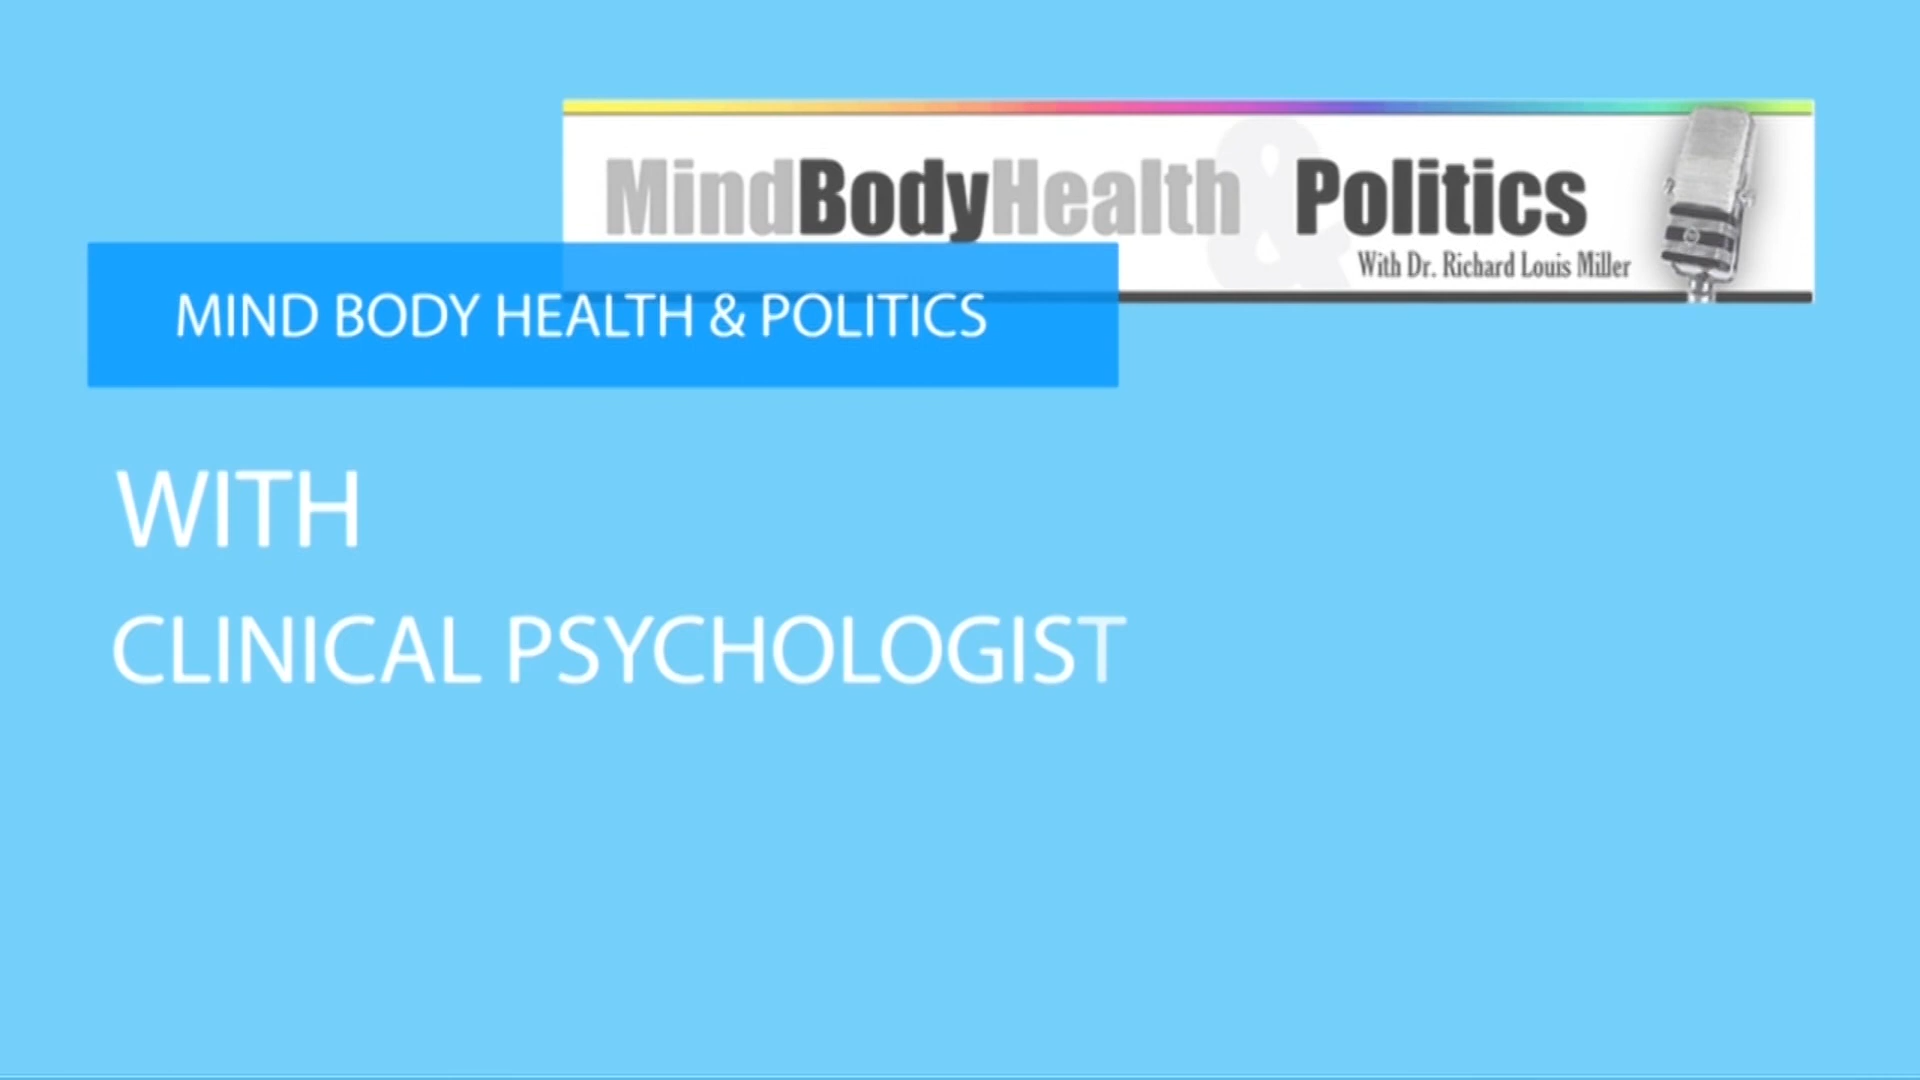 MindBodyHealth & Politics
With Dr. Richard Louis Miller
MIND BODY HEALTH & POLITICS
WITH
CLINICAL PSYCHOLOGIST